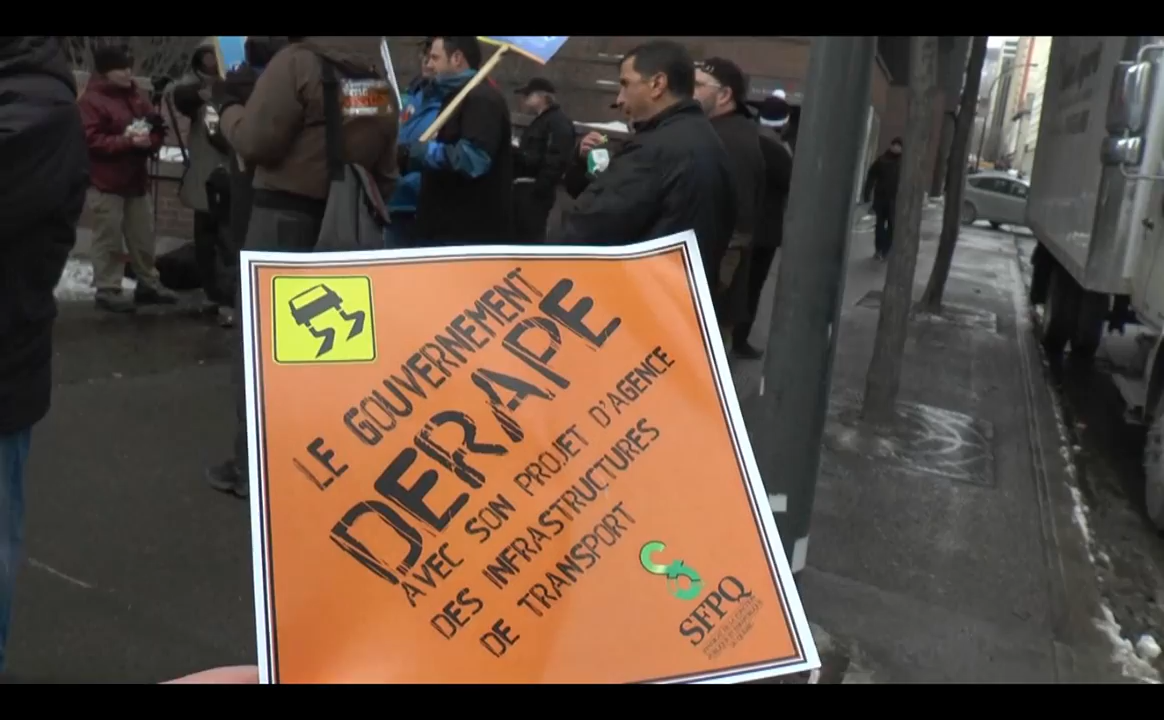 LE GOUVERNEMENT
DERAPE
AVEC SON PROJET D'AGENCE
DES INFRASTRUCTURES
DE TRANSPORT
SFPQ